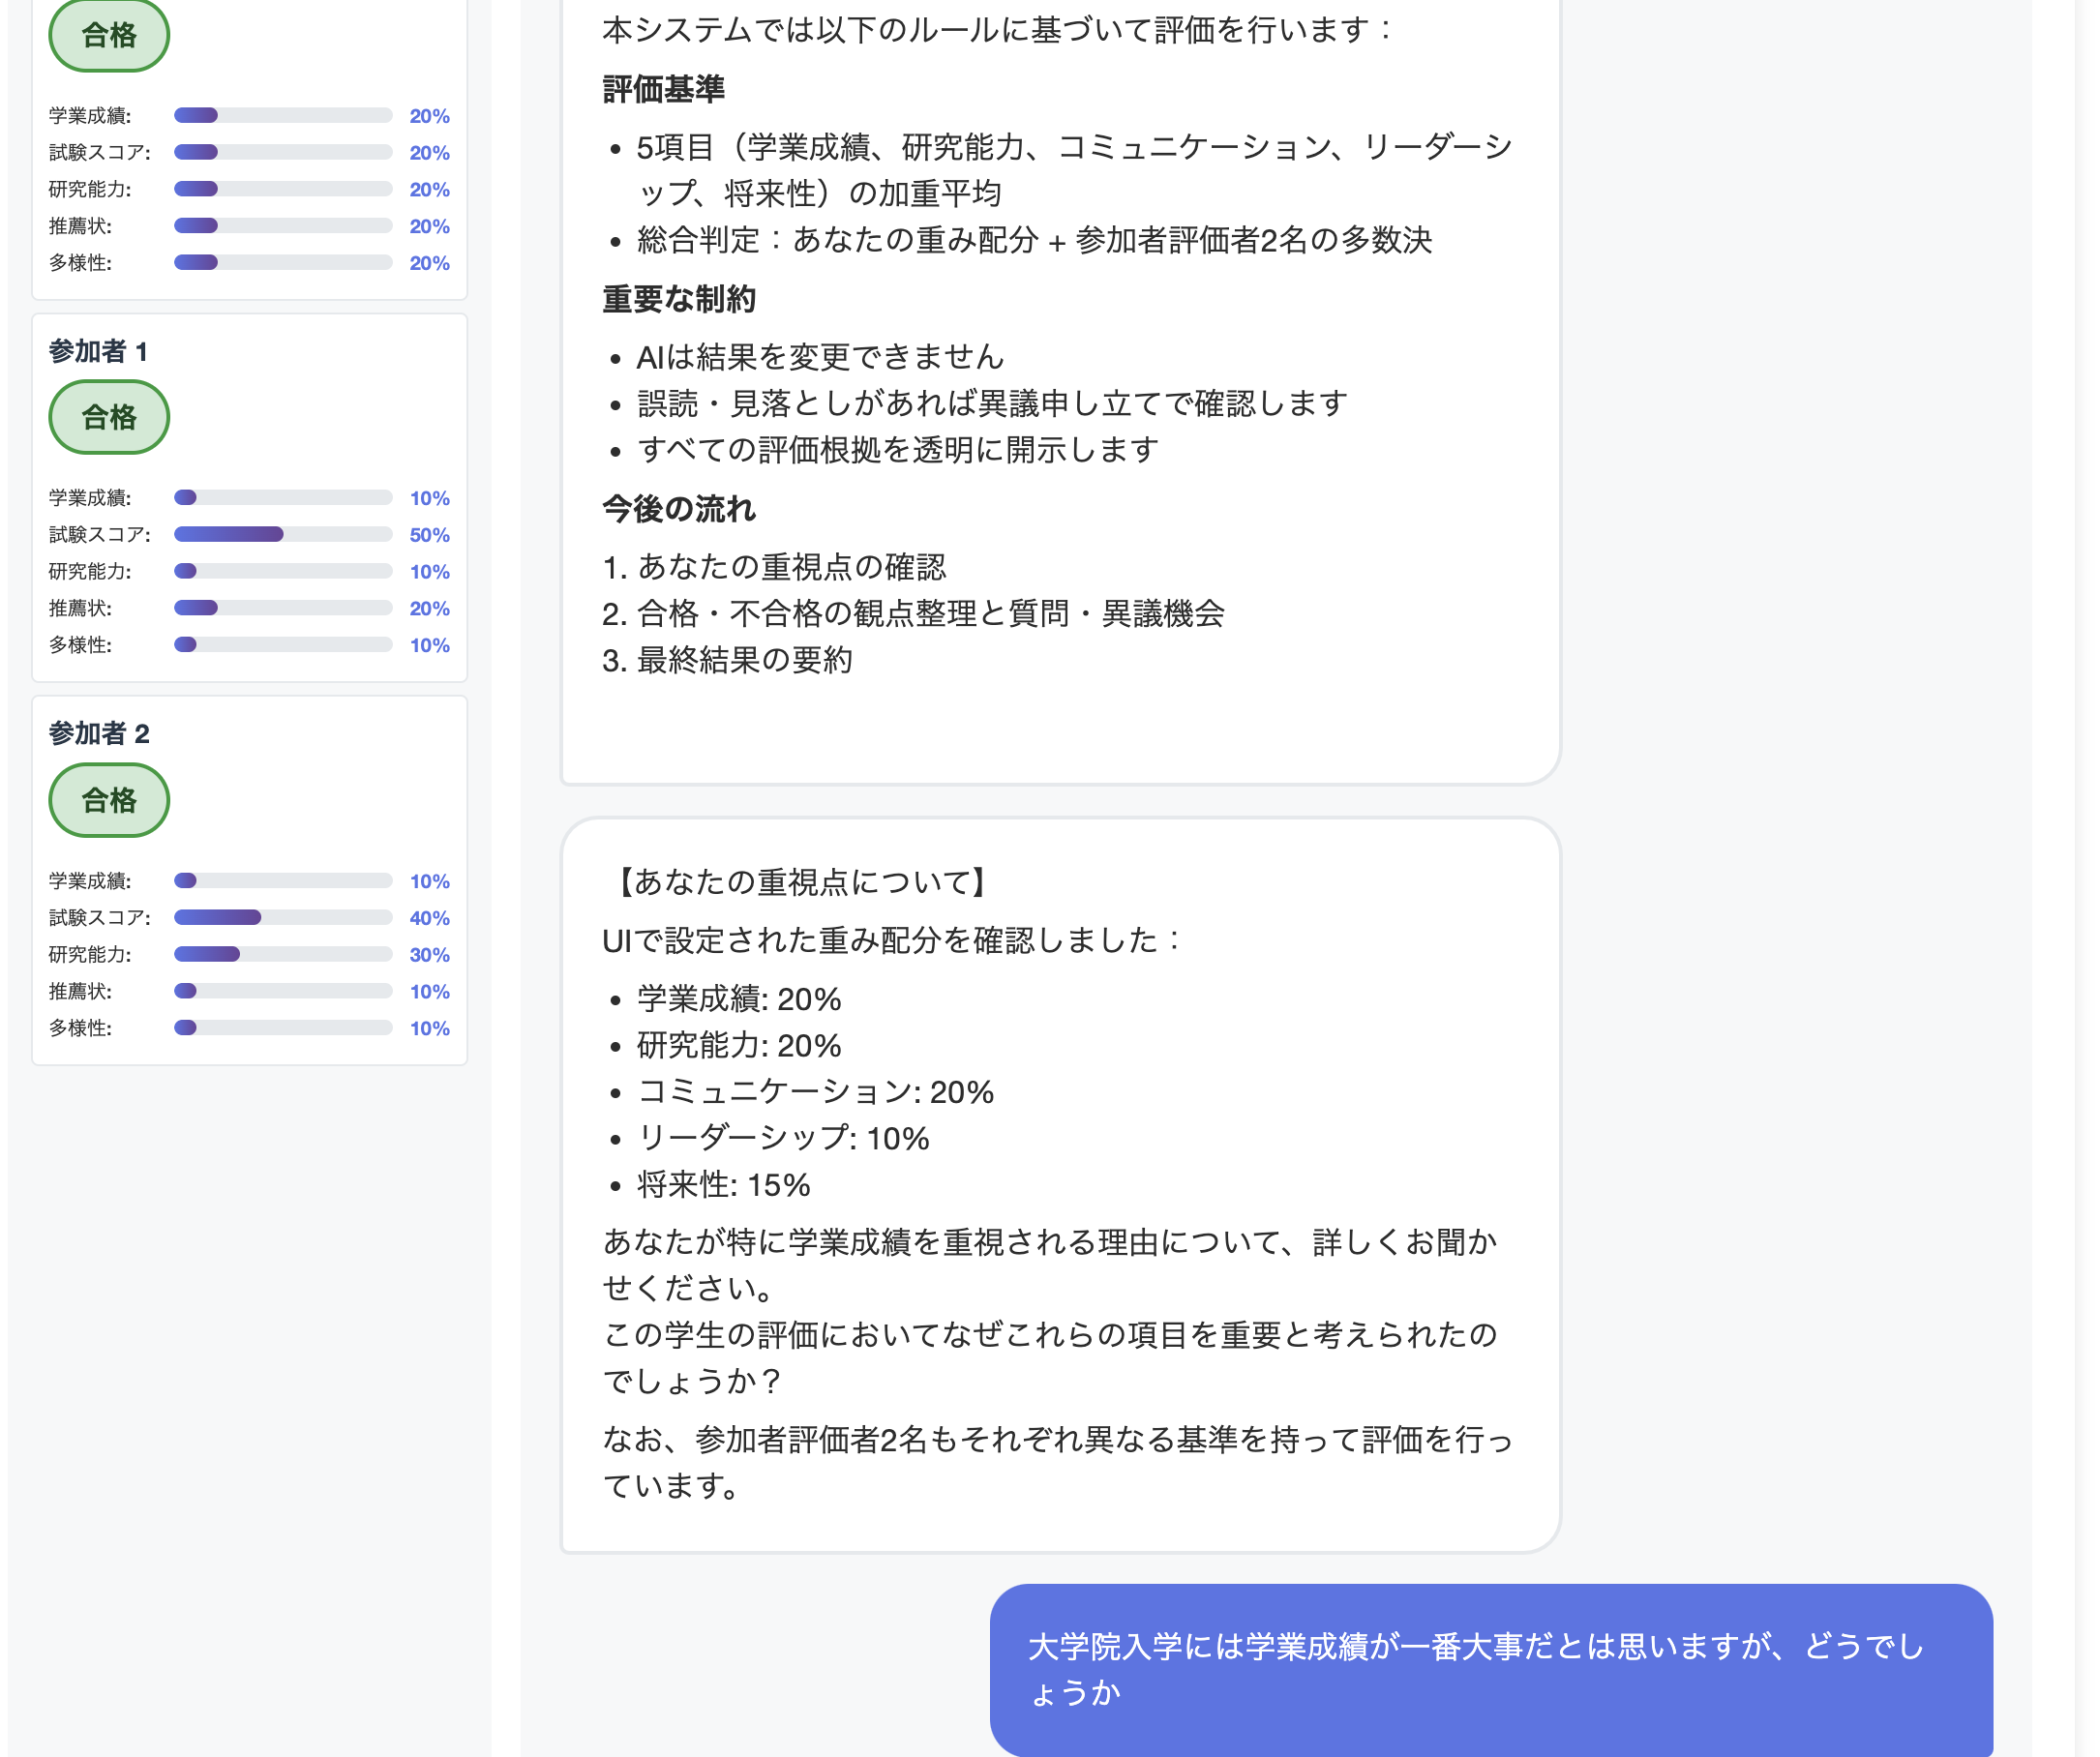 合格
学業成績: 20%
試験スコア: 20%
研究能力: 20%
推薦状: 20%
多様性: 20%
参加者 1
合格
学業成績: 10%
試験スコア: 50%
研究能力: 10%
推薦状: 20%
多様性: 10%
参加者 2
合格
学業成績: 10%
試験スコア: 40%
研究能力: 30%
推薦状: 10%
多様性: 10%
本システムでは以下のルールに基づいて評価を行います：
評価基準
• 5項目（学業成績、研究能力、コミュニケーション、リーダーシ
ップ、将来性）の加重平均
• 総合判定：あなたの重み配分 + 参加者評価者2名の多数決
重要な制約
• AIは結果を変更できません
• 誤読・見落としがあれば異議申し立てで確認します
• すべての評価根拠を透明に開示します
今後の流れ
1. あなたの重視点の確認
2. 合格・不合格の観点整理と質問・異議機会
3. 最終結果の要約
【あなたの重視点について】
UIで設定された重み配分を確認しました：
• 学業成績: 20%
• 研究能力: 20%
• コミュニケーション: 20%
• リーダーシップ: 10%
• 将来性: 15%
あなたが特に学業成績を重視される理由について、詳しくお聞か
せください。
この学生の評価においてなぜこれらの項目を重要と考えられたの
でしょうか？
なお、参加者評価者2名もそれぞれ異なる基準を持って評価を行っ
ています。
大学院入学には学業成績が一番大事だとは思いますが、どうでし
ょうか